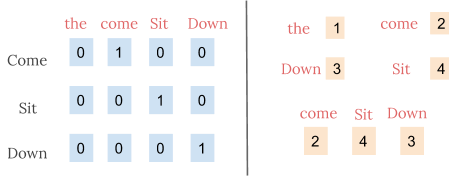 the come Sit Down
Come 0 1 0 0
Sit 0 0 1 0
Down 0 0 0 1
the 1 come 2
Down 3 Sit 4
come Sit Down
2 4 3